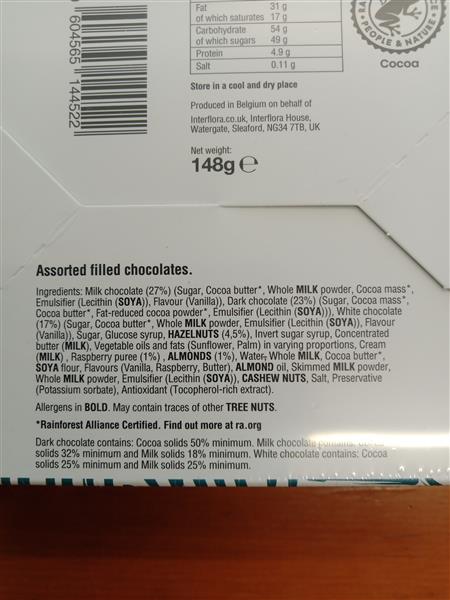 Fat 31 g
of which saturates 17 g
Carbohydrate 54 g
of which sugars 49 g
Protein 4.9 g
Salt 0.11 g
PEOPLE & NATURE
Cocoa
604565 144522
Store in a cool and dry place
Produced in Belgium on behalf of
Interflora.co.uk, Interflora House,
Watergate, Sleaford, NG34 7TB, UK
Net weight:
148g e
Assorted filled chocolates.
Ingredients: Milk chocolate (27%) (Sugar, Cocoa butter*, Whole MILK powder, Cocoa mass*,
Emulsifier (Lecithin (SOYA)), Flavour (Vanilla)), Dark chocolate (23%) (Sugar, Cocoa mass*,
Cocoa butter*, Fat-reduced cocoa powder*, Emulsifier (Lecithin (SOYA))), White chocolate
(17%) (Sugar, Cocoa butter*, Whole MILK powder, Emulsifier (Lecithin (SOYA)), Flavour
(Vanilla)), Sugar, Glucose syrup, HAZELNUTS (4,5%), Invert sugar syrup, Concentrated
butter (MILK), Vegetable oils and fats (Sunflower, Palm) in varying proportions, Cream
(MILK) , Raspberry puree (1%) , ALMONDS (1%), Water, Whole MILK, Cocoa butter*,
SOYA flour, Flavours (Vanilla, Raspberry, Butter), ALMOND oil, Skimmed MILK powder,
Whole MILK powder, Emulsifier (Lecithin (SOYA)), CASHEW NUTS, Salt, Preservative
(Potassium sorbate), Antioxidant (Tocopherol-rich extract).
Allergens in BOLD. May contain traces of other TREE NUTS.
*Rainforest Alliance Certified. Find out more at ra.org
Dark chocolate contains: Cocoa solids 50% minimum. Milk chocolate
solids 32% minimum and Milk solids 18% minimum. White chocolate contains: Cocoa
solids 25% minimum and Milk solids 25% minimum.